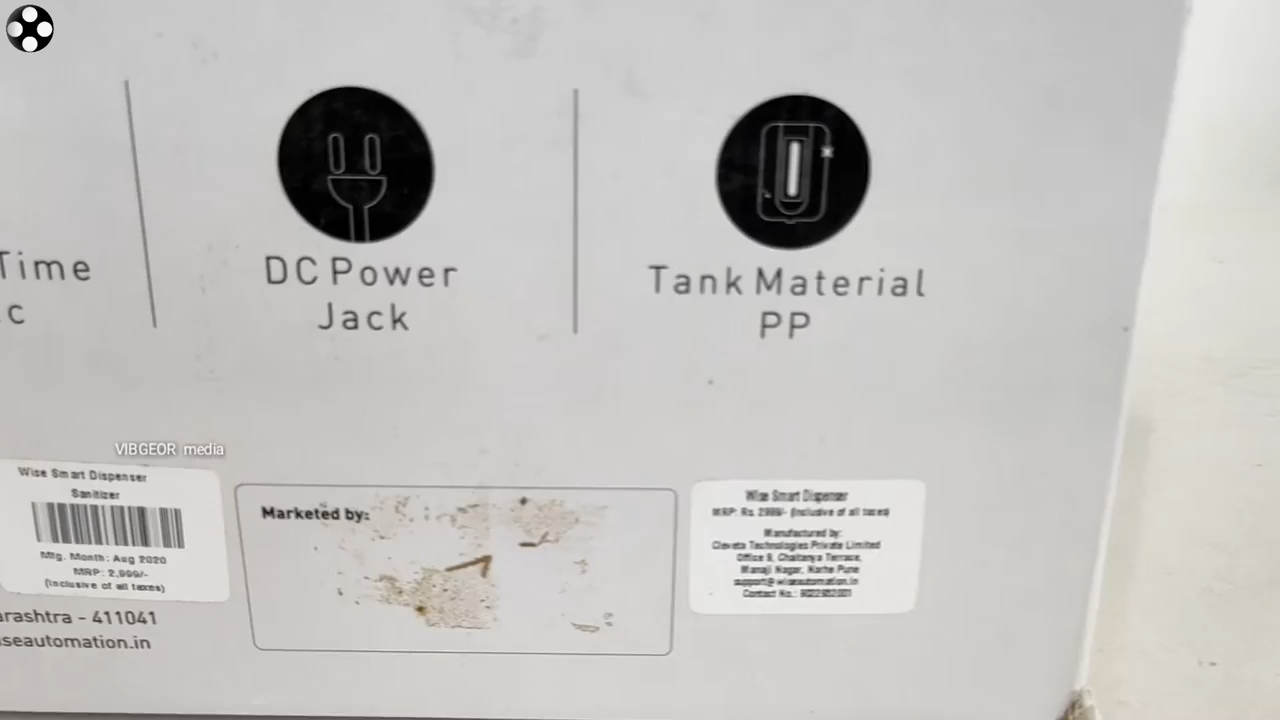 Time
c
DC Power
Jack
Tank Material
PP
VIBGEOR media
Wise Smart Dispenser
Sanitizer
Mfg. Month: Aug 2020
MRP: 2,999/-
(Inclusive of all taxes)
arashtra - 411041
seautomation.in
Marketed by:
Wise Smart Dispenser
MRP: Rs. 2999/- (Inclusive of all taxes)
Manufactured by:
Technologies Private Limited
Office 9, Chaitanya Terrace,
Nagar, Narhe Pune
support@wiseautomation.in
Contact No.: